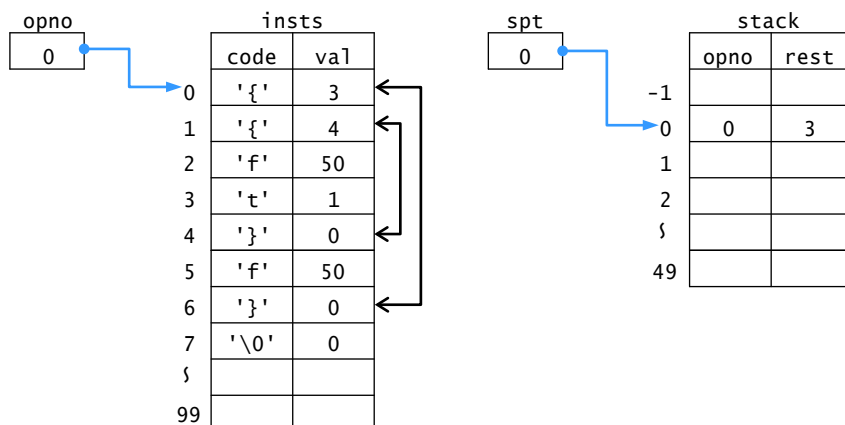 opno insts spt stack
0 code val 0 opno rest
0 '{' 3 -1
1 '{' 4 0 0 3
2 'f' 50 1
3 't' 1 2
4 '}' 0 ∫
5 'f' 50 49
6 '}' 0
7 '\0' 0
∫
99